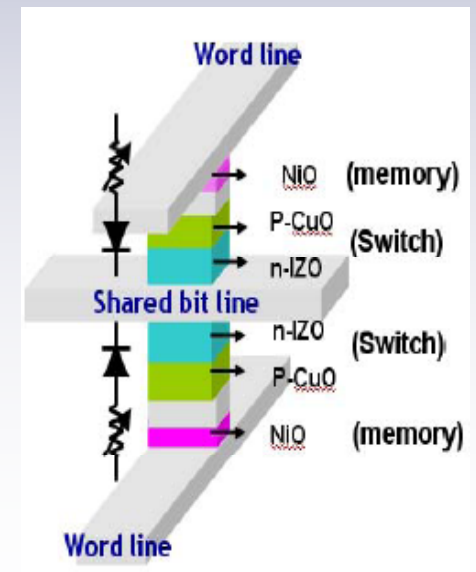 Word line
NiO (memory)
P-CuO
(Switch)
n-IZO
Shared bit line
n-IZO
(Switch)
P-CuO
NiO (memory)
Word line